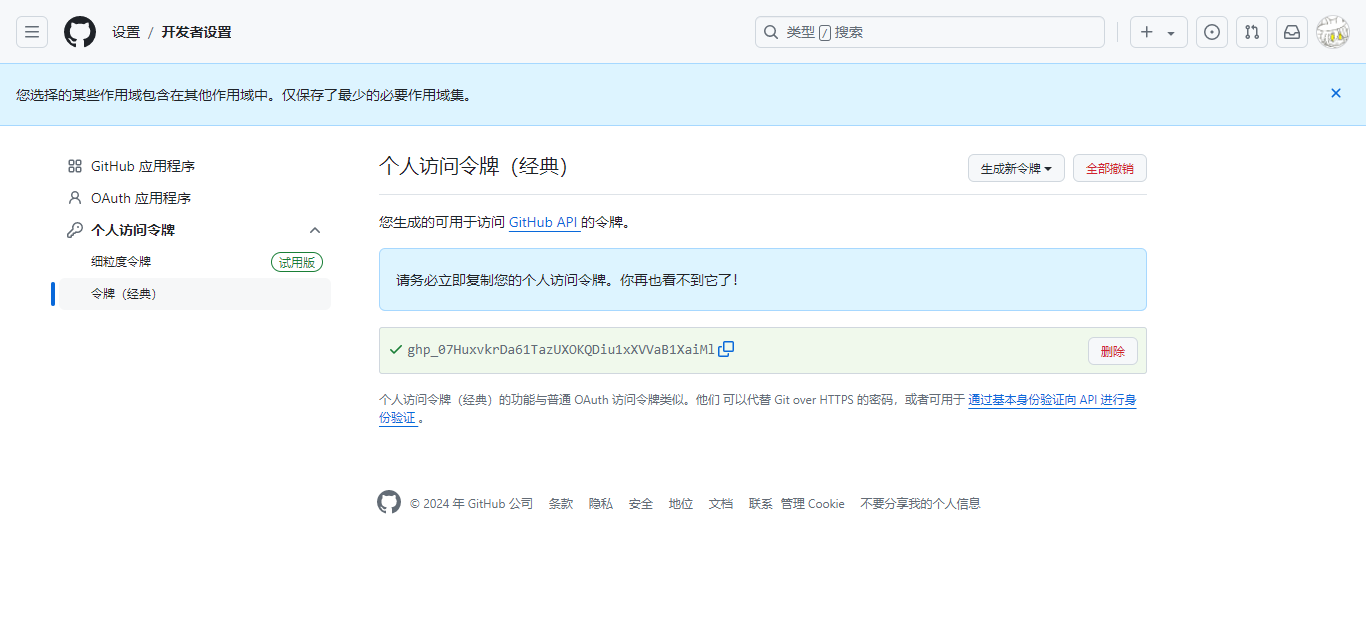 设置 / 开发者设置
类型 / 搜索
您选择的某些作用域包含在其他作用域中。仅保存了最少的必要作用域集。
GitHub 应用程序
OAuth 应用程序
个人访问令牌
细粒度令牌 试用版
令牌（经典）
个人访问令牌（经典）
生成新令牌
全部撤销
您生成的可用于访问 GitHub API 的令牌。
请务必立即复制您的个人访问令牌。你再也看不到它了！
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
删除
个人访问令牌（经典）的功能与普通 OAuth 访问令牌类似。他们 可以代替 Git over HTTPS 的密码，或者可用于 通过基本身份验证向 API 进行身
份验证 。
© 2024 年 GitHub 公司 条款 隐私 安全 地位 文档 联系 管理 Cookie 不要分享我的个人信息